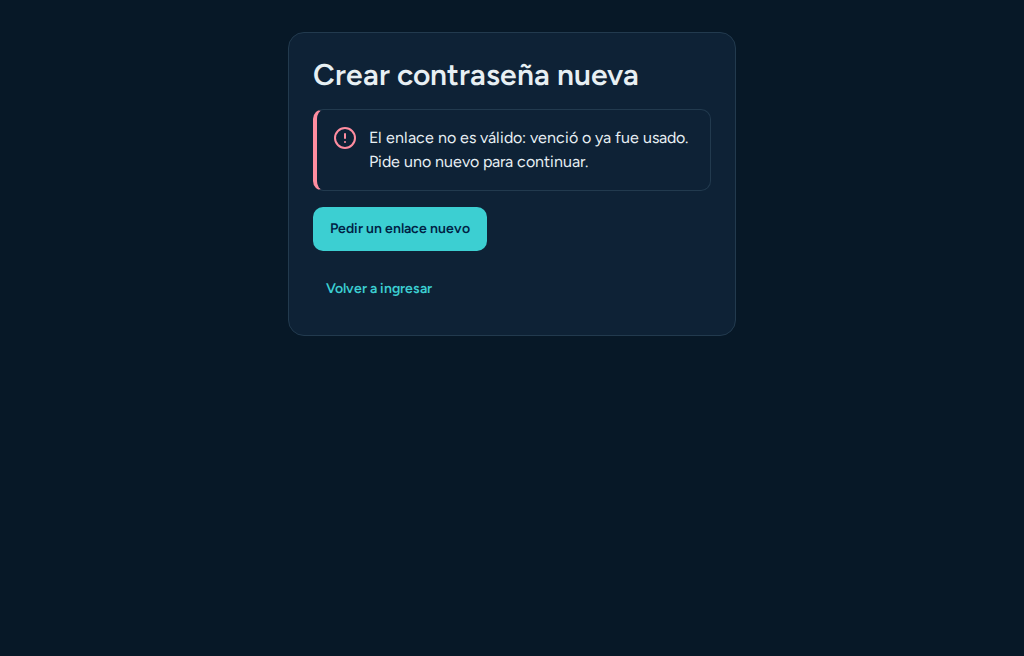 Crear contraseña nueva
El enlace no es válido: venció o ya fue usado.
Pide uno nuevo para continuar.
Pedir un enlace nuevo
Volver a ingresar